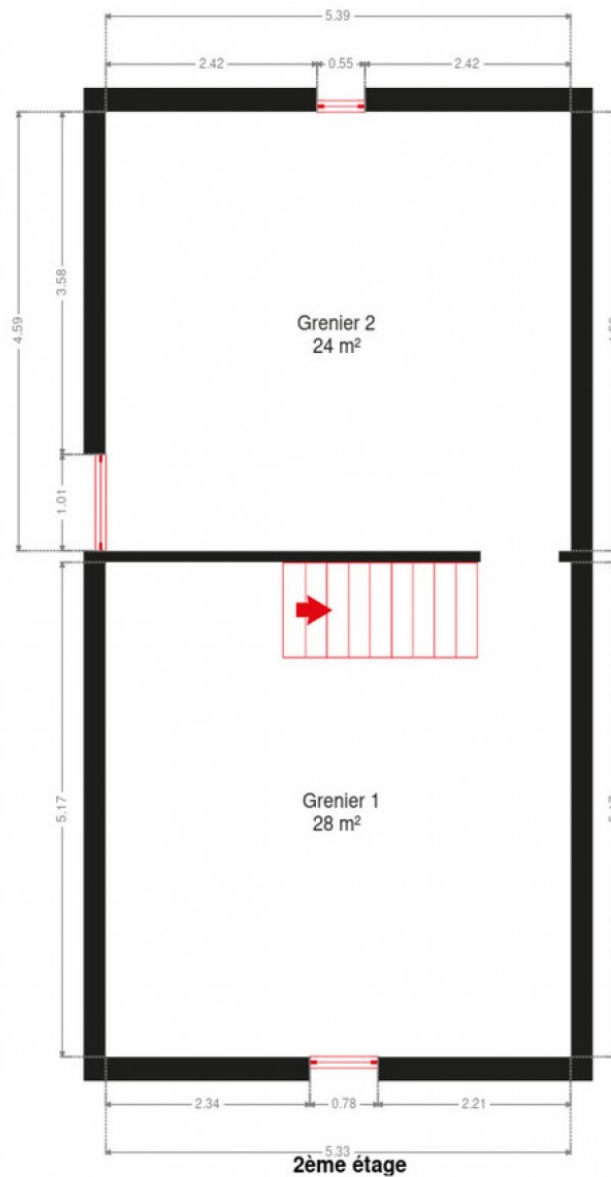 5.39
2.42 0.55 2.42
3.58
4.59
Grenier 2
24 m²
1.01
5.17
Grenier 1
28 m²
2.34 0.78 2.21
5.33
2ème étage